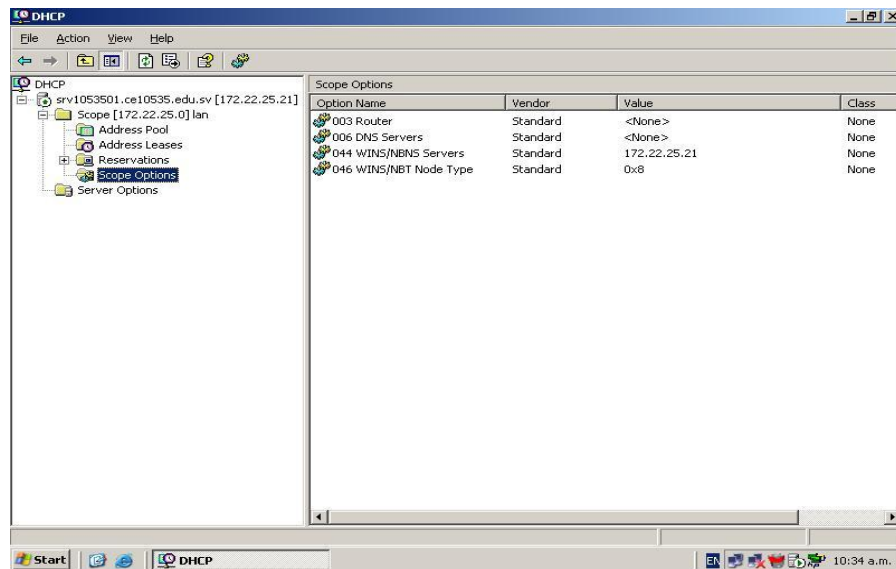 DHCP
File Action View Help
DHCP
srv1053501.ce10535.edu.sv [172.22.25.21]
Scope [172.22.25.0] lan
Address Pool
Address Leases
Reservations
Scope Options
Server Options
Scope Options
Option Name Vendor Value Class
003 Router Standard <None> None
006 DNS Servers Standard <None> None
044 WINS/NBNS Servers Standard 172.22.25.21 None
046 WINS/NBT Node Type Standard 0x8 None
Start DHCP EN 10:34 a.m.